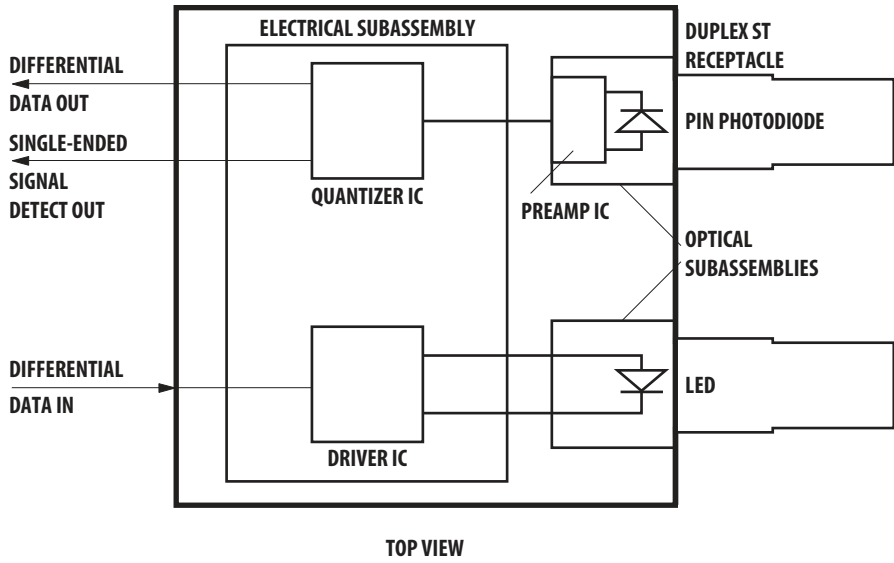 ELECTRICAL SUBASSEMBLY
DUPLEX ST
RECEPTACLE
DIFFERENTIAL
DATA OUT
PIN PHOTODIODE
SINGLE-ENDED
SIGNAL
DETECT OUT
QUANTIZER IC
PREAMP IC
OPTICAL
SUBASSEMBLIES
DIFFERENTIAL
DATA IN
LED
DRIVER IC
TOP VIEW